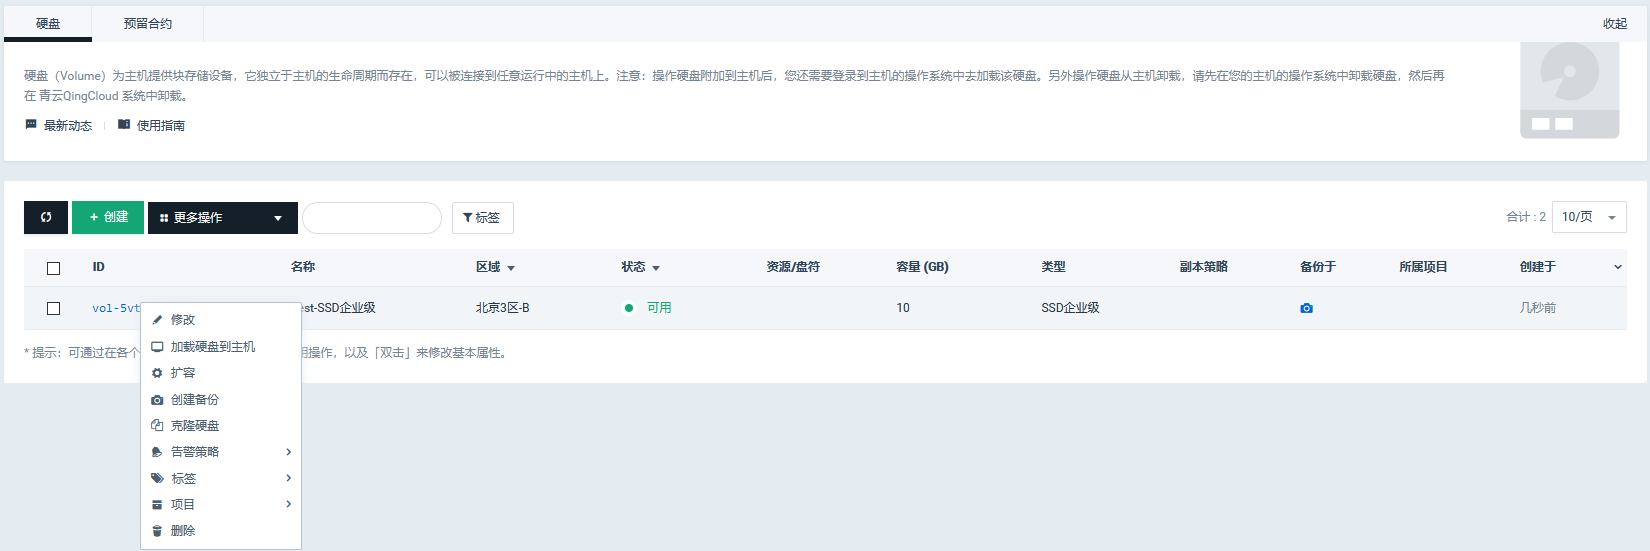 硬盘 预留合约 收起
硬盘（Volume）为主机提供块存储设备，它独立于主机的生命周期而存在，可以被连接到任意运行中的主机上。注意：操作硬盘附加到主机后，您还需要登录到主机的操作系统中去加载该硬盘。另外操作硬盘从主机卸载，请先在您的主机的操作系统中卸载硬盘，然后再
在 青云QingCloud 系统中卸载。
最新动态 使用指南
+ 创建 更多操作 标签 合计 : 2 10/页
ID 名称 区域 状态 资源/盘符 容量 (GB) 类型 副本策略 备份于 所属项目 创建于
vol-5vt est-SSD企业级 北京3区-B 可用 10 SSD企业级 几秒前
* 提示：可通过在各个 操作，以及「双击」来修改基本属性。
修改
加载硬盘到主机
扩容
创建备份
克隆硬盘
告警策略
标签
项目
删除